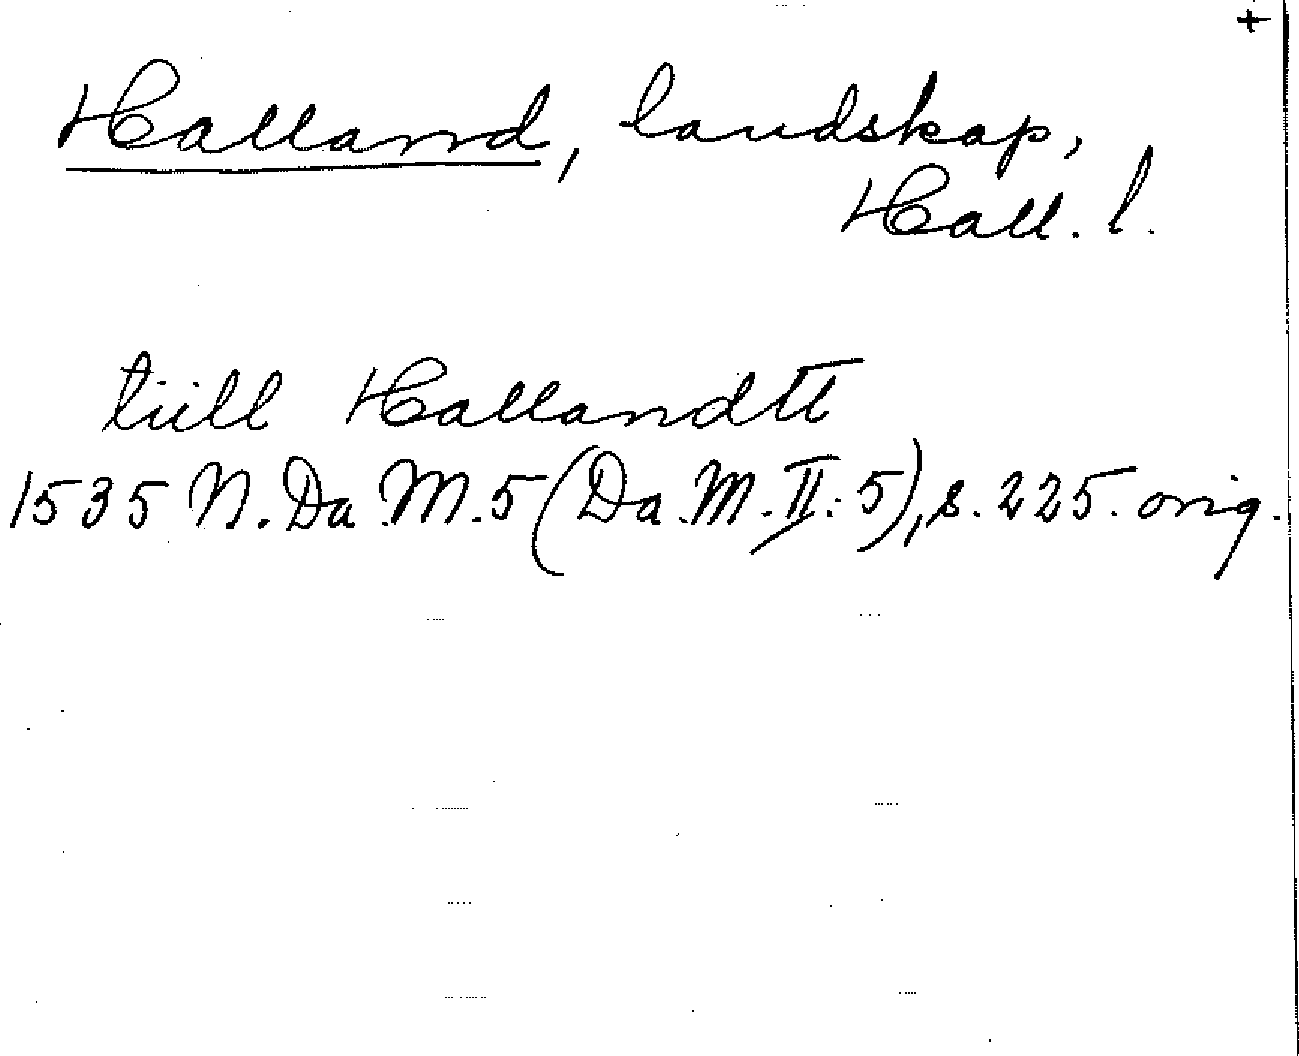 +
Halland, landskap,
Hall. l.
tiill Hallandtt
1535 N. Da. M. 5 (Da. M. II: 5), s. 225. orig.